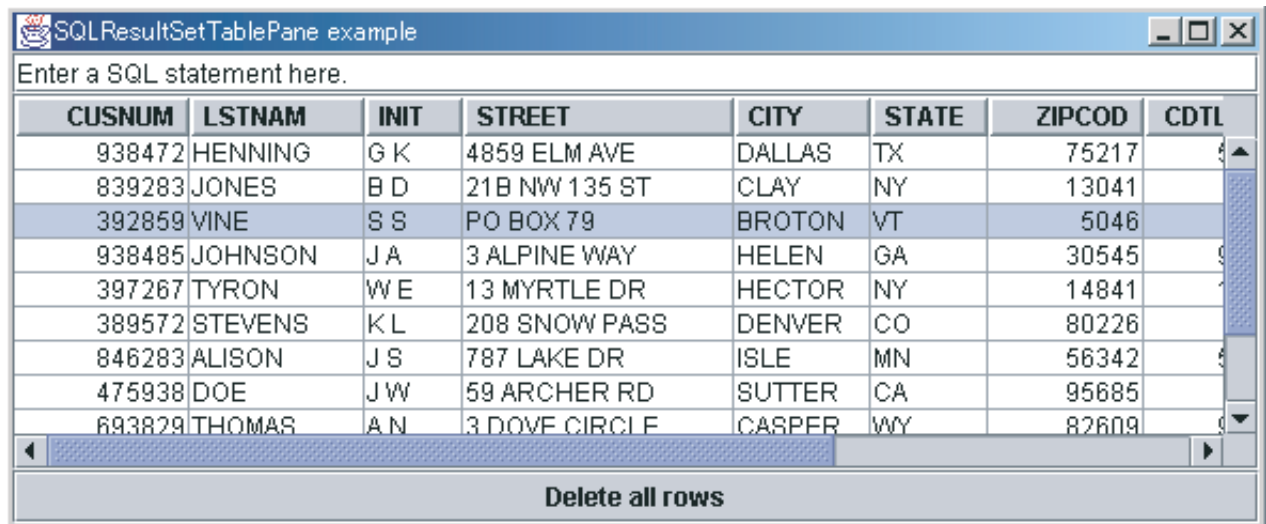 SQLResultSetTablePane example
Enter a SQL statement here.
CUSNUM LSTNAM INIT STREET CITY STATE ZIPCOD CDTL
938472 HENNING G K 4859 ELM AVE DALLAS TX 75217
839283 JONES B D 21B NW 135 ST CLAY NY 13041
392859 VINE S S PO BOX 79 BROTON VT 5046
938485 JOHNSON J A 3 ALPINE WAY HELEN GA 30545
397267 TYRON W E 13 MYRTLE DR HECTOR NY 14841
389572 STEVENS K L 208 SNOW PASS DENVER CO 80226
846283 ALISON J S 787 LAKE DR ISLE MN 56342
475938 DOE J W 59 ARCHER RD SUTTER CA 95685
693829 THOMAS A N 3 DOVE CIRCLE CASPER WY 82609
Delete all rows